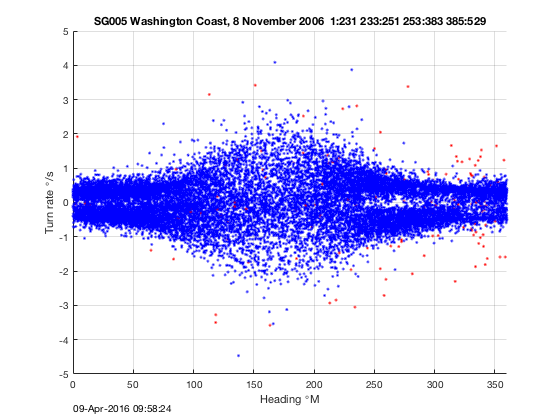 SG005 Washington Coast, 8 November 2006 1:231 233:251 253:383 385:529
5
4
3
2
1
0
-1
-2
-3
-4
-5
Turn rate °/s
0 50 100 150 200 250 300 350
Heading °M
09-Apr-2016 09:58:24